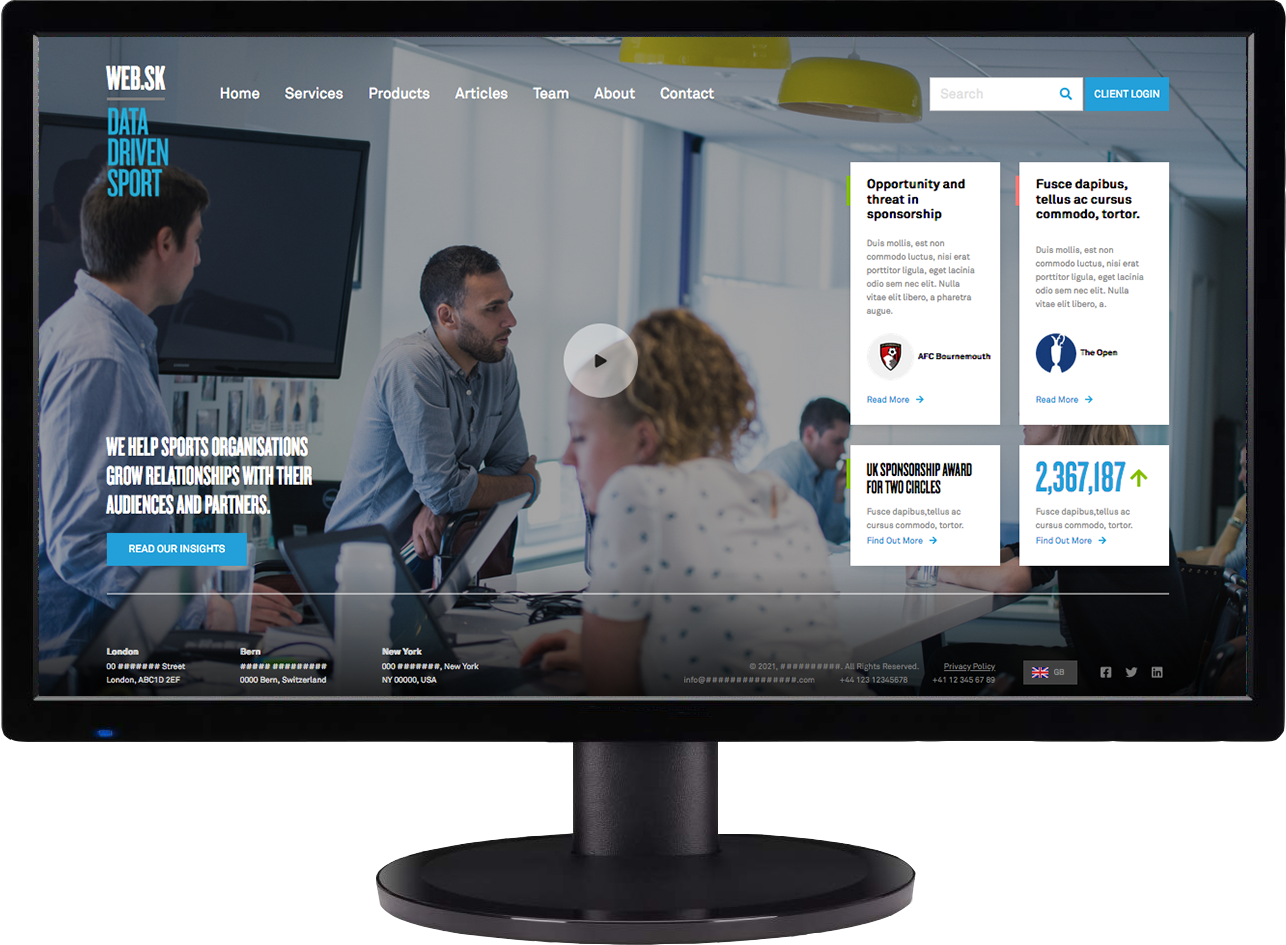 WEB.SK
DATA
DRIVEN
SPORT
Home Services Products Articles Team About Contact
Search
CLIENT LOGIN
Opportunity and
threat in
sponsorship
Duis mollis, est non
commodo luctus, nisi erat
porttitor ligula, eget lacinia
odio sem nec elit. Nulla
vitae elit libero, a pharetra
augue.
AFC Bournemouth
Read More
Fusce dapibus,
tellus ac cursus
commodo, tortor.
Duis mollis, est non
commodo luctus, nisi erat
porttitor ligula, eget lacinia
odio sem nec elit. Nulla
vitae elit libero, a.
The Open
Read More
WE HELP SPORTS ORGANISATIONS
GROW RELATIONSHIPS WITH THEIR
AUDIENCES AND PARTNERS.
READ OUR INSIGHTS
UK SPONSORSHIP AWARD
FOR TWO CIRCLES
Fusce dapibus,tellus ac
cursus commodo, tortor.
Find Out More
2,367,187
Fusce dapibus,tellus ac
cursus commodo, tortor.
Find Out More
London
00 ####### Street
London, ABC1D 2EF
Bern
##### #########
0000 Bern, Switzerland
New York
000 #######, New York
NY 00000, USA
© 2021, ##########. All Rights Reserved. Privacy Policy
info@###############.com +44 123 12345678 +41 12 345 67 89
GB